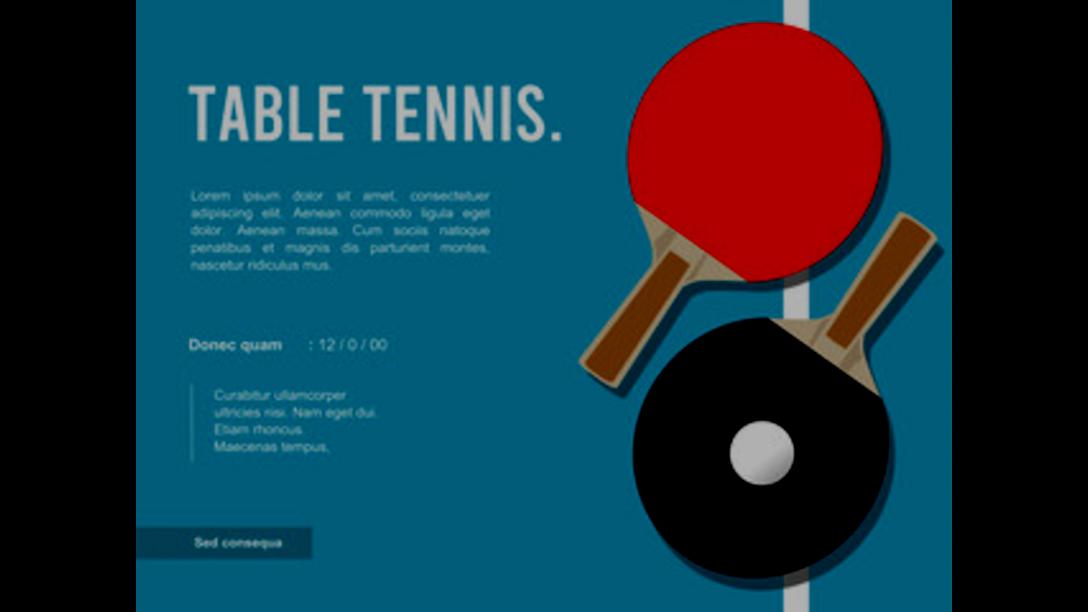 TABLE TENNIS.
Lorem ipsum dolor sit amet, consectetuer
adipiscing elit. Aenean commodo ligula eget
dolor. Aenean massa. Cum sociis natoque
penatibus et magnis dis parturient montes,
nascetur ridiculus mus.
Donec quam : 12 / 0 / 00
Curabitur ullamcorper
ultricies nisi. Nam eget dui.
Etiam rhoncus.
Maecenas tempus,
Sed consequa